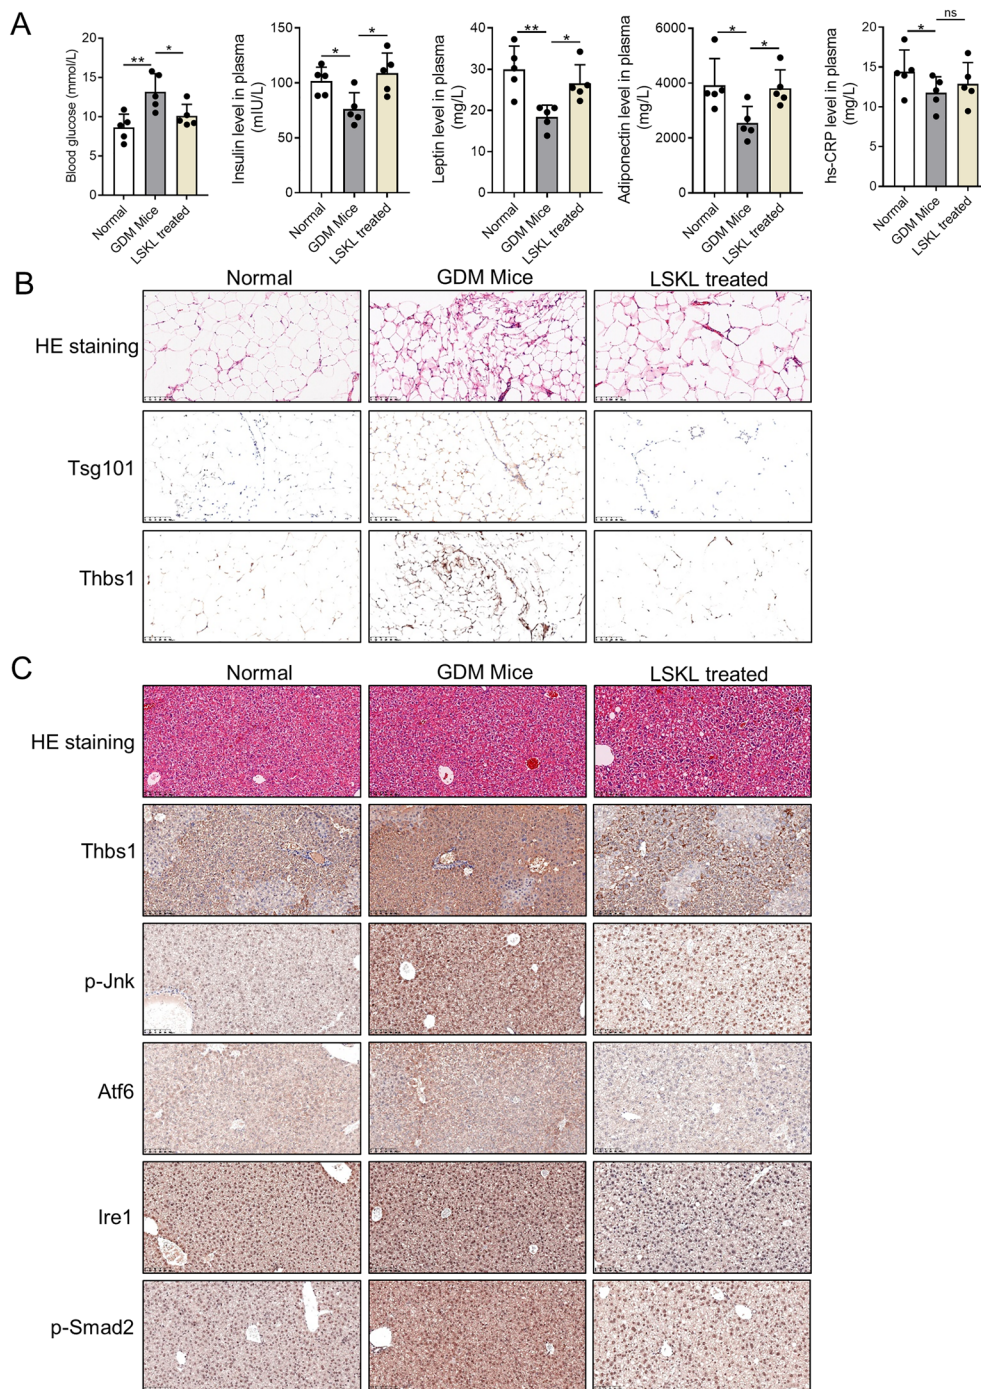 A
Blood glucose (mmol/L)
20
15
10
5
0
**
*
Normal
GDM Mice
LSKL treated
Insulin level in plasma
(mIU/L)
150
100
50
0
*
*
Normal
GDM Mice
LSKL treated
Leptin level in plasma
(mg/L)
40
30
20
10
0
**
*
Normal
GDM Mice
LSKL treated
Adiponectin level in plasma
(mg/L)
6000
4000
2000
0
*
*
Normal
GDM Mice
LSKL treated
hs-CRP level in plasma
(mg/L)
20
15
10
5
0
*
ns
Normal
GDM Mice
LSKL treated
B
Normal GDM Mice LSKL treated
HE staining
Tsg101
Thbs1
C
Normal GDM Mice LSKL treated
HE staining
Thbs1
p-Jnk
Atf6
Ire1
p-Smad2